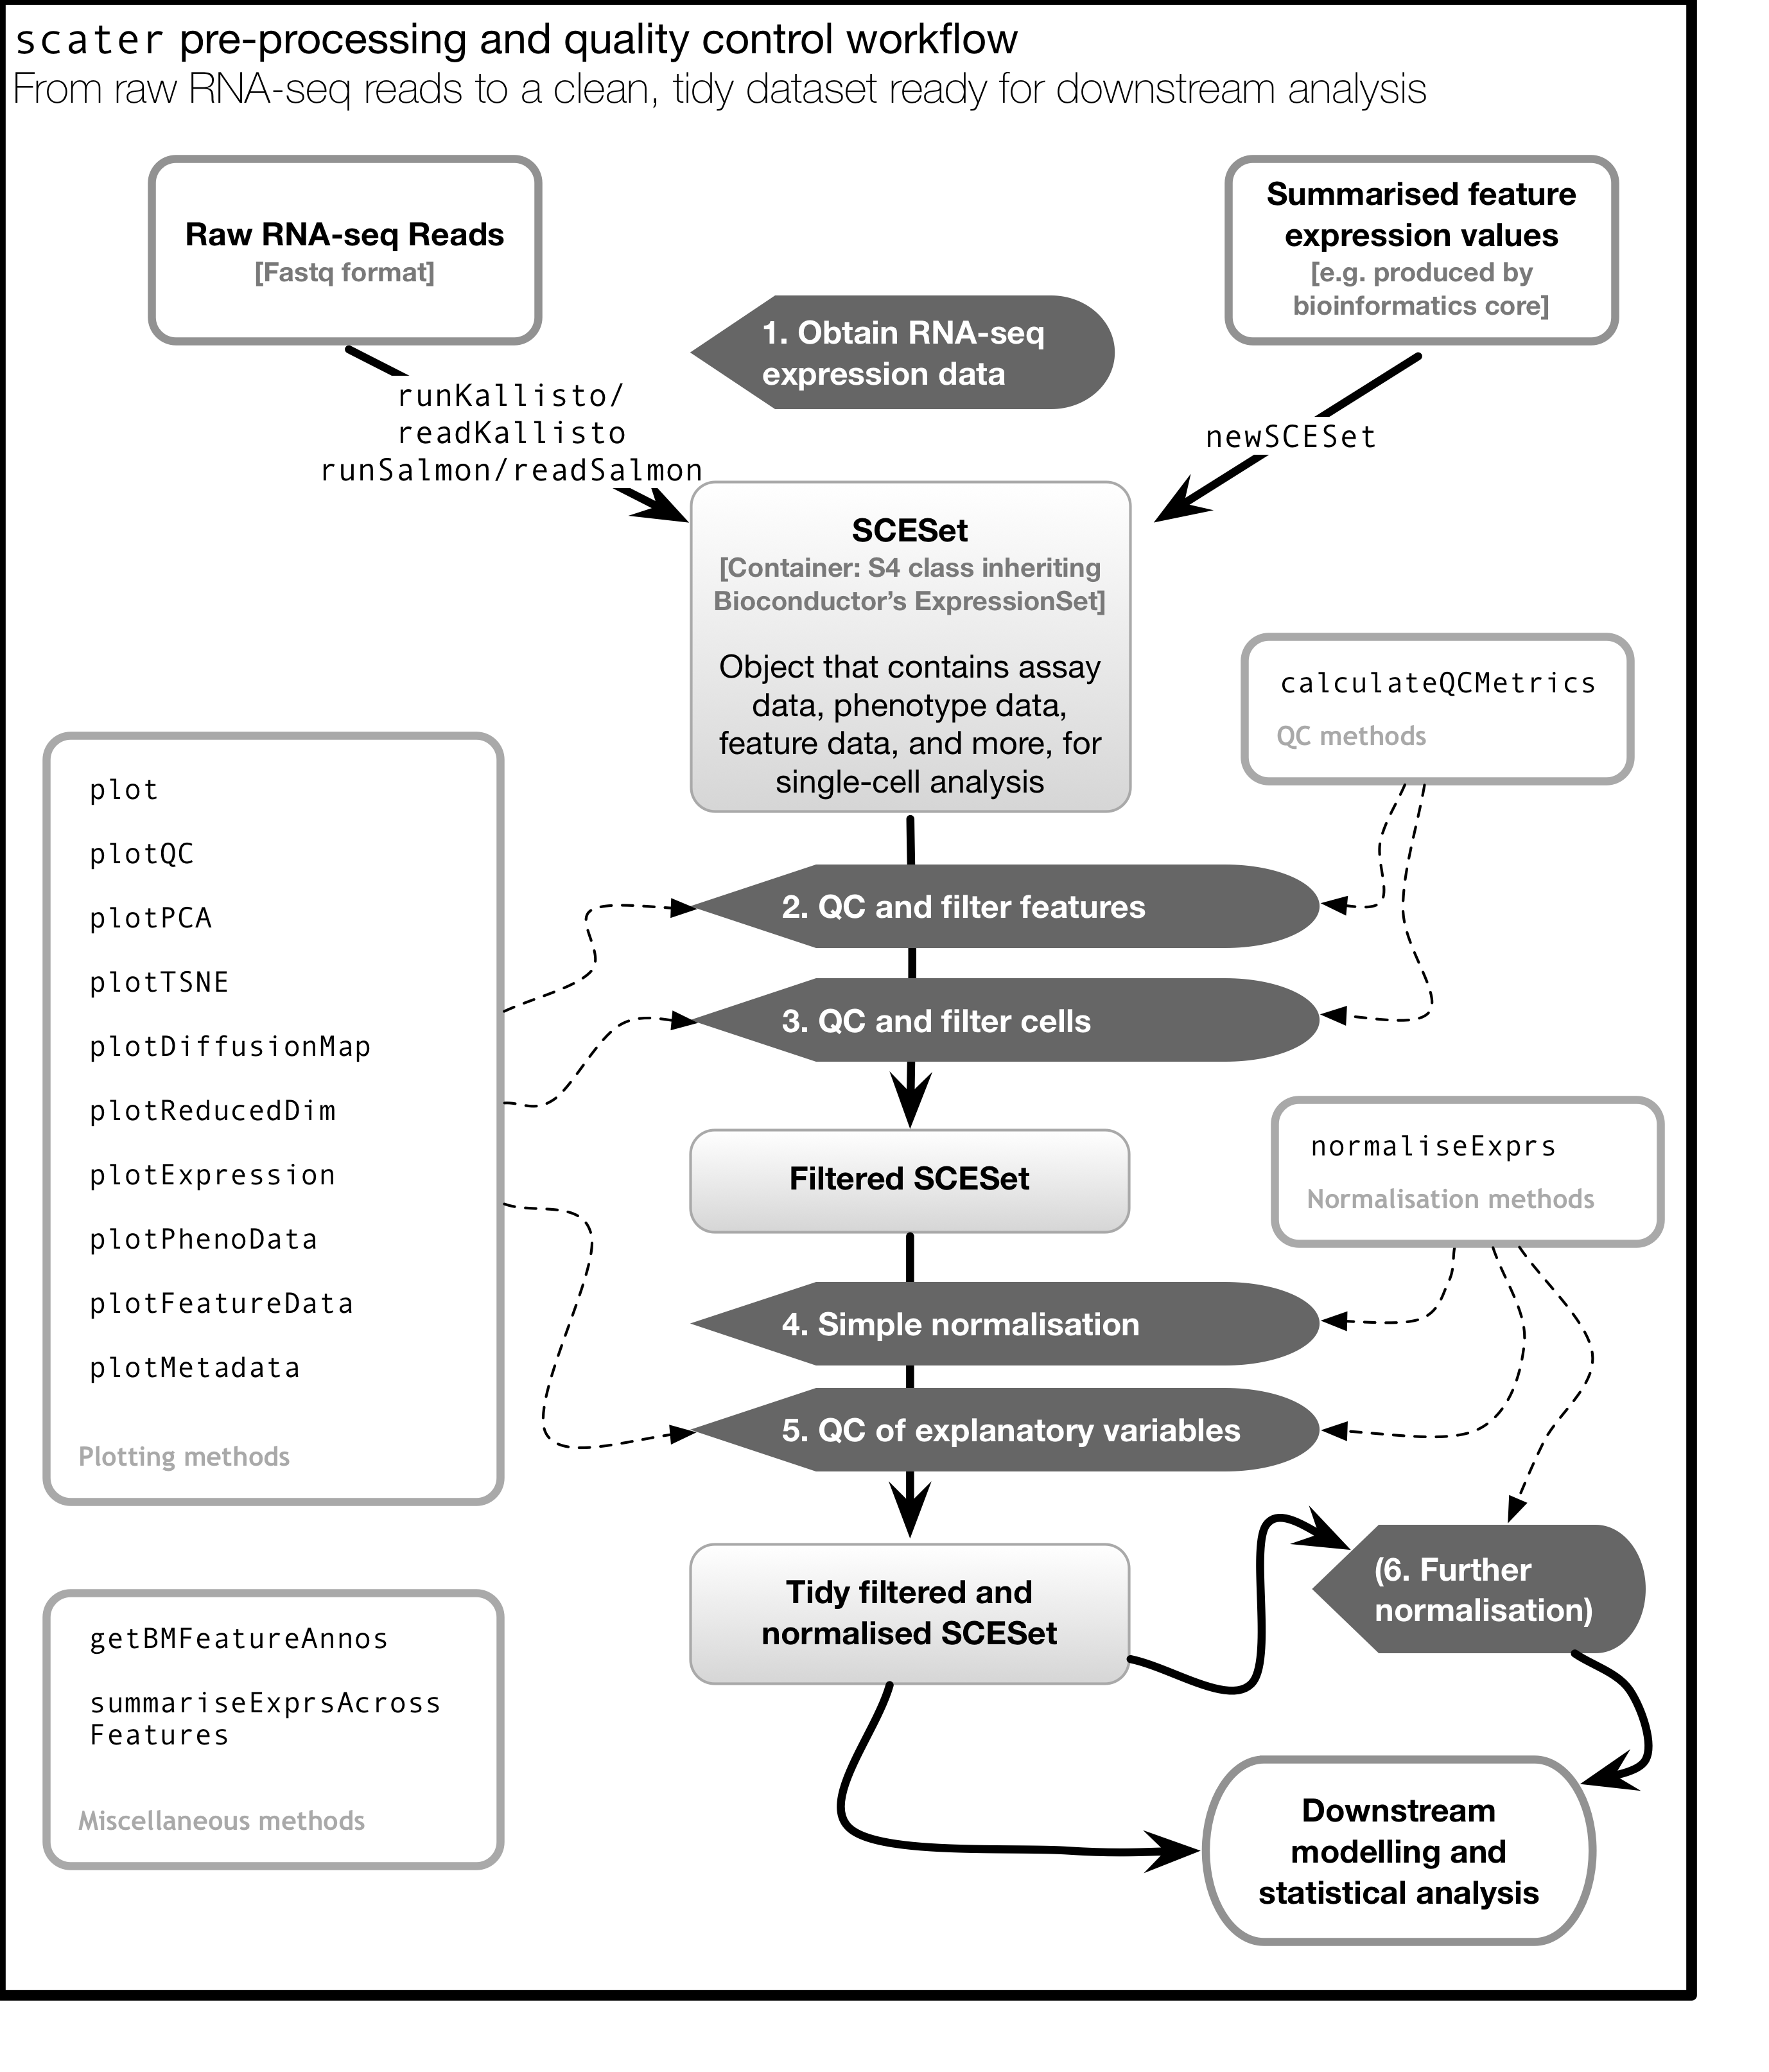 scater pre-processing and quality control workflow
From raw RNA-seq reads to a clean, tidy dataset ready for downstream analysis
Raw RNA-seq Reads
[Fastq format]
Summarised feature
expression values
[e.g. produced by
bioinformatics core]
1. Obtain RNA-seq
expression data
runKallisto/
readKallisto
runSalmon/readSalmon
newSCESet
SCESet
[Container: S4 class inheriting
Bioconductor’s ExpressionSet]
Object that contains assay
data, phenotype data,
feature data, and more, for
single-cell analysis
calculateQCMetrics
QC methods
plot
plotQC
plotPCA
plotTSNE
plotDiffusionMap
plotReducedDim
plotExpression
plotPhenoData
plotFeatureData
plotMetadata
Plotting methods
2. QC and filter features
3. QC and filter cells
Filtered SCESet
normaliseExprs
Normalisation methods
4. Simple normalisation
5. QC of explanatory variables
Tidy filtered and
normalised SCESet
(6. Further
normalisation)
getBMFeatureAnnos
summariseExprsAcross
Features
Miscellaneous methods
Downstream
modelling and
statistical analysis